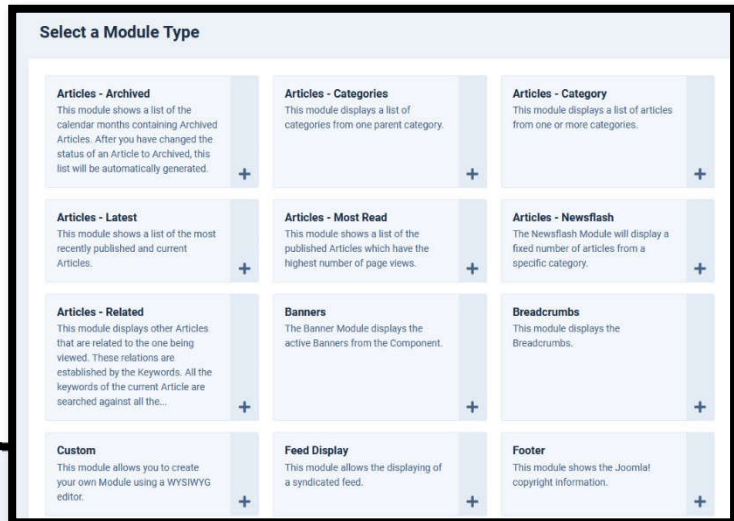 Select a Module Type
Articles - Archived
This module shows a list of the
calendar months containing Archived
Articles. After you have changed the
status of an Article to Archived, this
list will be automatically generated.
+
Articles - Categories
This module displays a list of
categories from one parent category.
+
Articles - Category
This module displays a list of articles
from one or more categories.
+
Articles - Latest
This module shows a list of the most
recently published and current
Articles.
+
Articles - Most Read
This module shows a list of the
published Articles which have the
highest number of page views.
+
Articles - Newsflash
The Newsflash Module will display a
fixed number of articles from a
specific category.
+
Articles - Related
This module displays other Articles
that are related to the one being
viewed. These relations are
established by the Keywords. All the
keywords of the current Article are
searched against all the...
+
Banners
The Banner Module displays the
active Banners from the Component.
+
Breadcrumbs
This module displays the
Breadcrumbs.
+
Custom
This module allows you to create
your own Module using a WYSIWYG
editor.
+
Feed Display
This module allows the displaying of
a syndicated feed.
+
Footer
This module shows the Joomla!
copyright information.
+